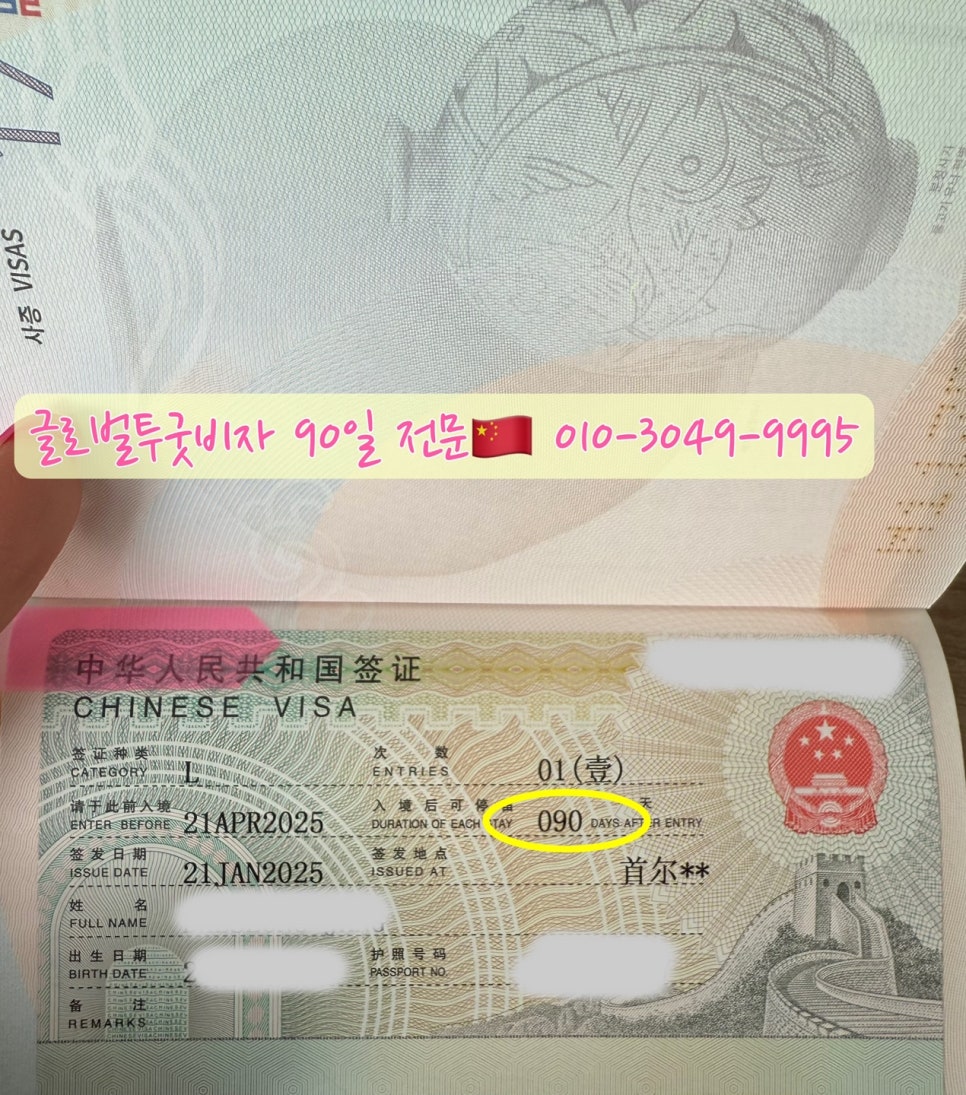 사증 VISAS
글로벌투굿비자 90일 전문🇨🇳 010-3049-9995
中华人民共和国签证
CHINESE VISA
签证种类
CATEGORY L
次数
ENTRIES 01(壹)
请于此前入境
ENTER BEFORE 21APR2025
入境后可停留 天
DURATION OF EACH STAY 090 DAYS AFTER ENTRY
签发日期
ISSUE DATE 21JAN2025
签发地点
ISSUED AT 首尔**
姓名
FULL NAME
出生日期
BIRTH DATE 2
护照号码
PASSPORT NO.
备注
REMARKS